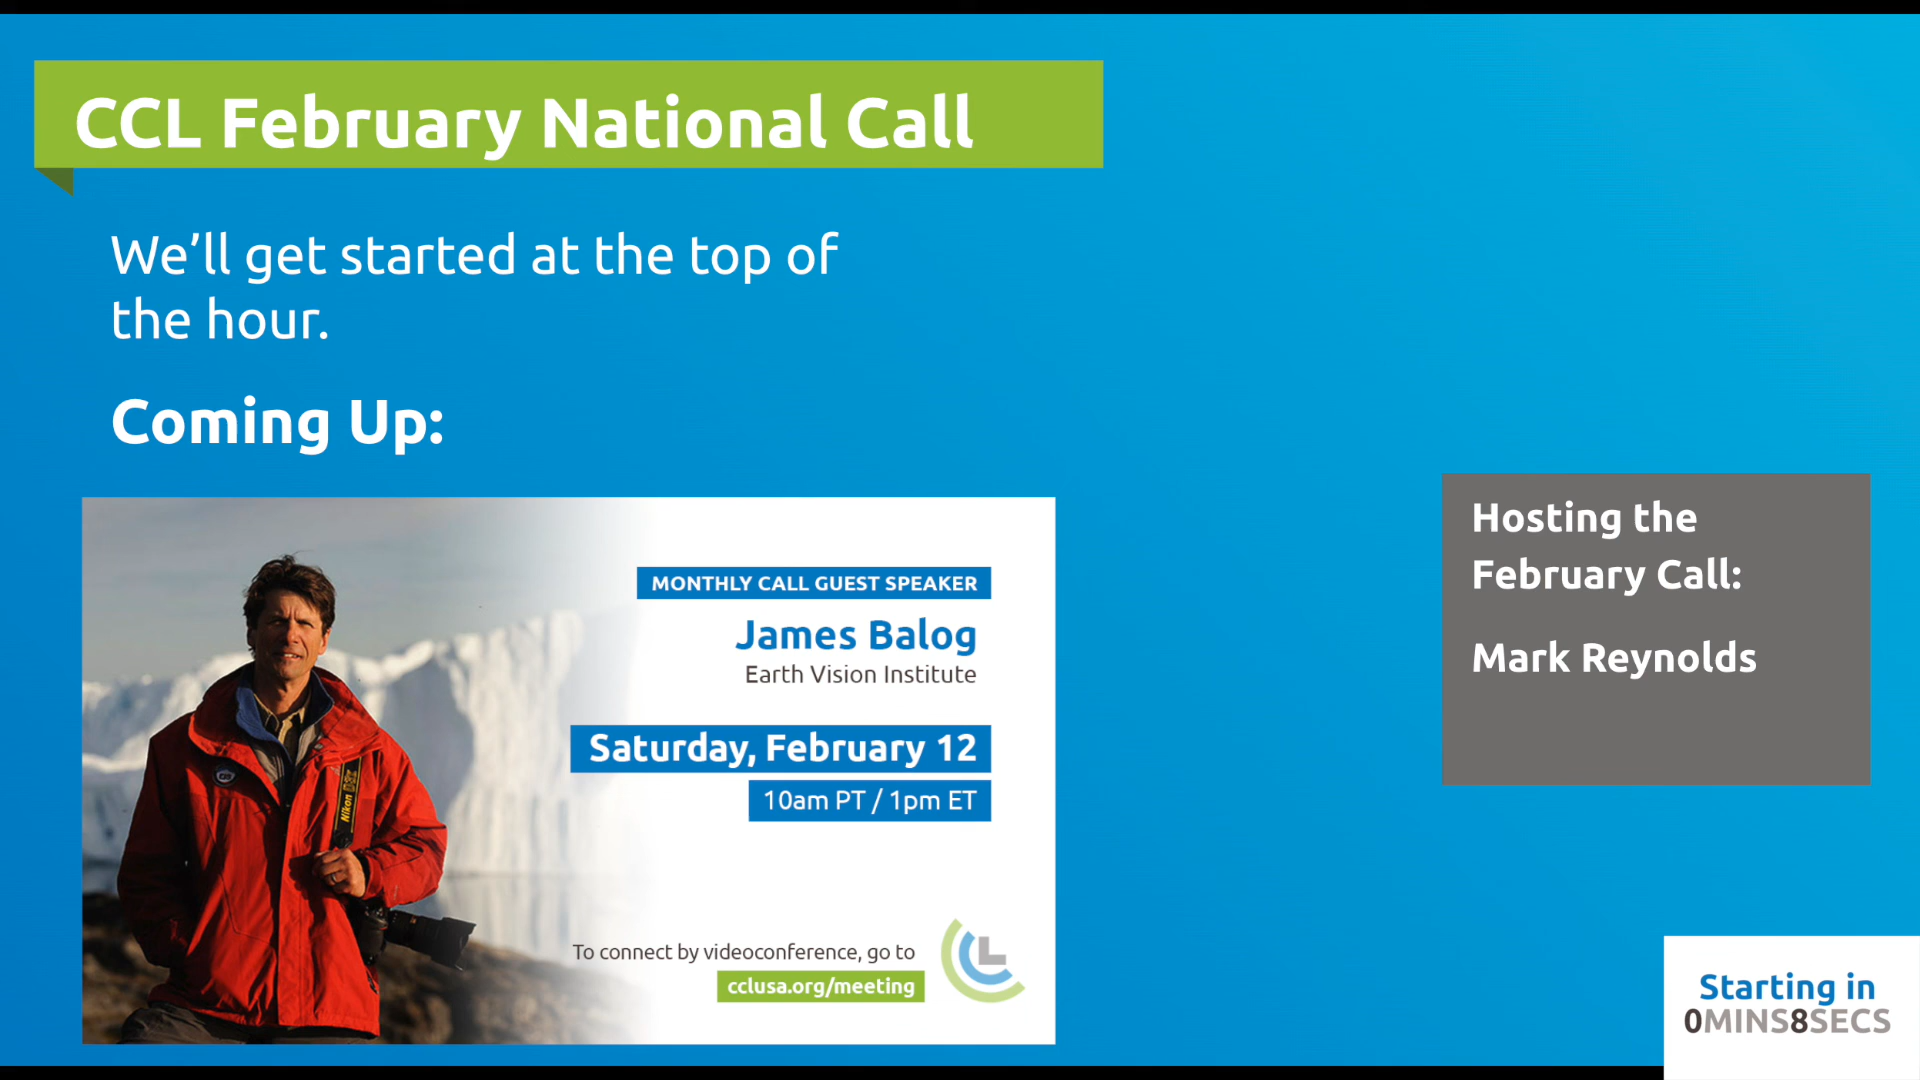 CCL February National Call
We’ll get started at the top of
the hour.
Coming Up:
MONTHLY CALL GUEST SPEAKER
James Balog
Earth Vision Institute
Saturday, February 12
10am PT / 1pm ET
Nikon
To connect by videoconference, go to
cclusa.org/meeting
Hosting the
February Call:
Mark Reynolds
Starting in
0MINS8SECS